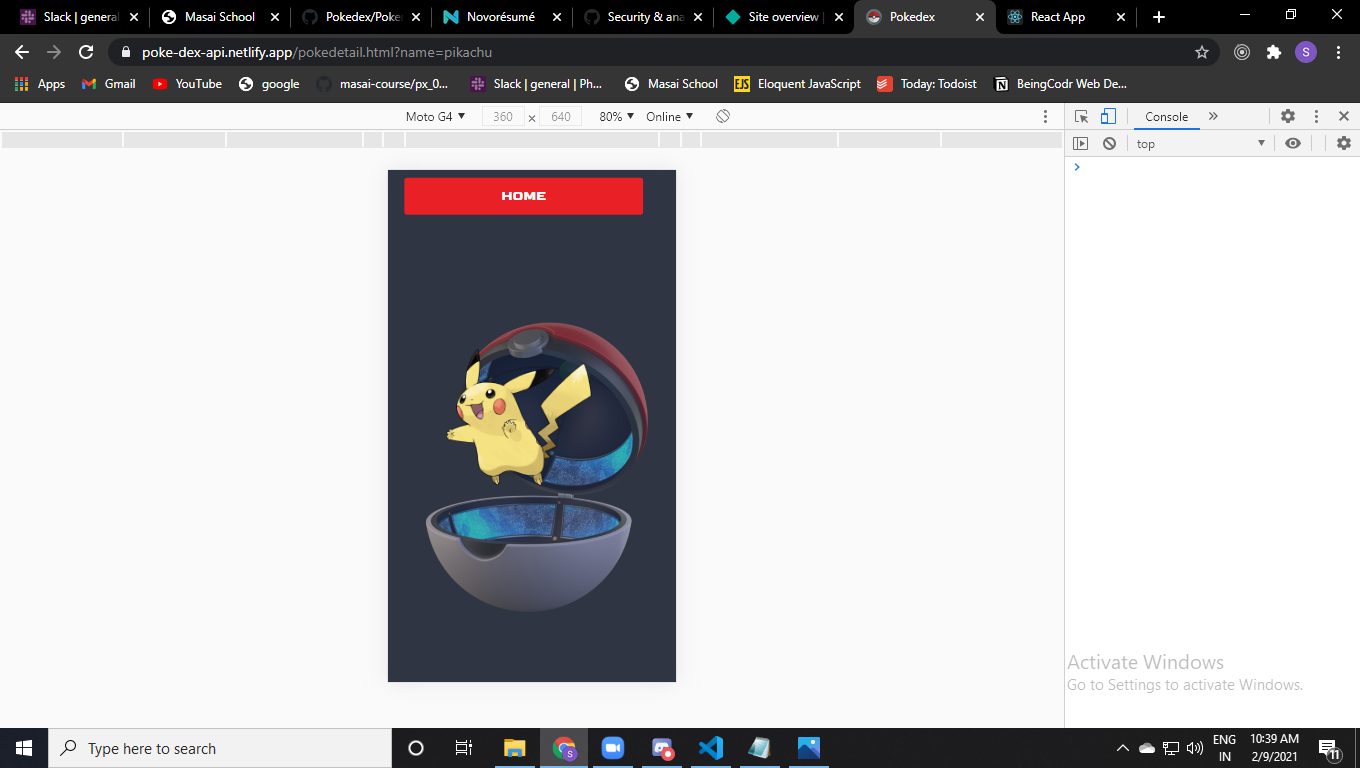 Slack | general
Masai School
Pokedex/Poke
Novorésumé
Security & ana
Site overview |
Pokedex
React App
poke-dex-api.netlify.app/pokedetail.html?name=pikachu
S
Apps
Gmail
YouTube
google
masai-course/px_0...
Slack | general | Ph...
Masai School
EJS
Eloquent JavaScript
Today: Todoist
BeingCodr Web De...
Moto G4 ▼
360 × 640
80% ▼
Online ▼
Console
top
HOME
Activate Windows
Go to Settings to activate Windows.
Type here to search
S
ENG
IN
10:39 AM
2/9/2021
11